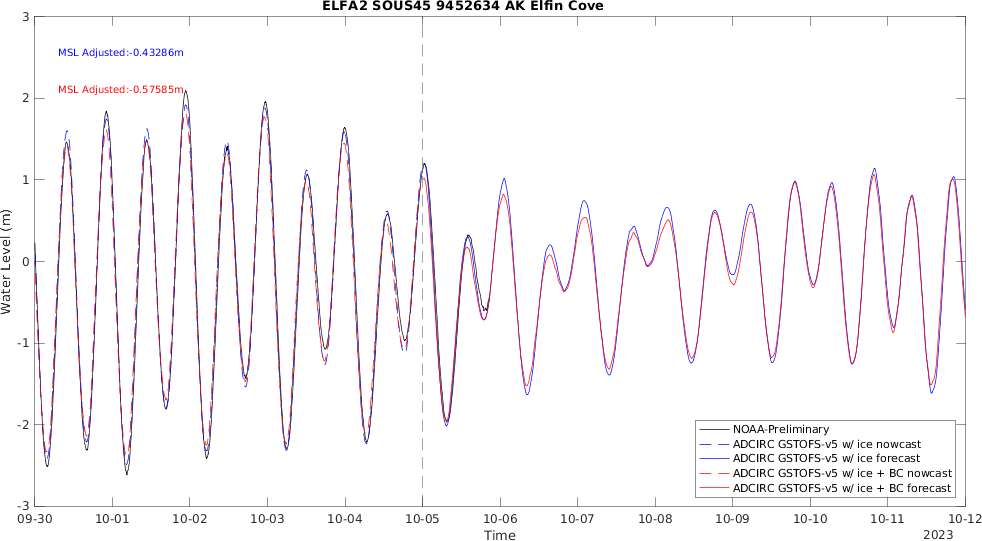 ELFA2 SOUS45 9452634 AK Elfin Cove
MSL Adjusted:-0.43286m
MSL Adjusted:-0.57585m
3
2
1
0
-1
-2
-3
Water Level (m)
NOAA-Preliminary
ADCIRC GSTOFS-v5 w/ ice nowcast
ADCIRC GSTOFS-v5 w/ ice forecast
ADCIRC GSTOFS-v5 w/ ice + BC nowcast
ADCIRC GSTOFS-v5 w/ ice + BC forecast
09-30 10-01 10-02 10-03 10-04 10-05 10-06 10-07 10-08 10-09 10-10 10-11 10-12
Time
2023